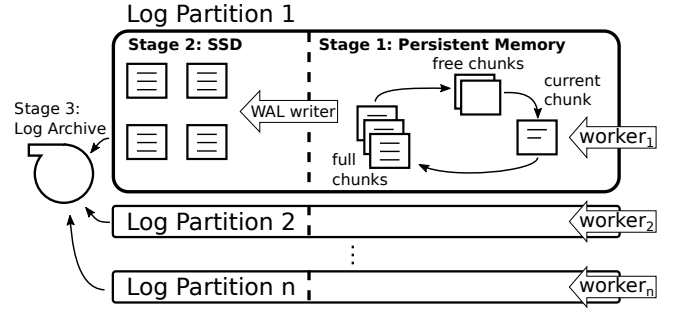 Log Partition 1
Stage 2: SSD
Stage 1: Persistent Memory
free chunks
current
chunk
Stage 3:
Log Archive
WAL writer
worker₁
full
chunks
Log Partition 2
worker₂
⋮
Log Partition n
workerₙ